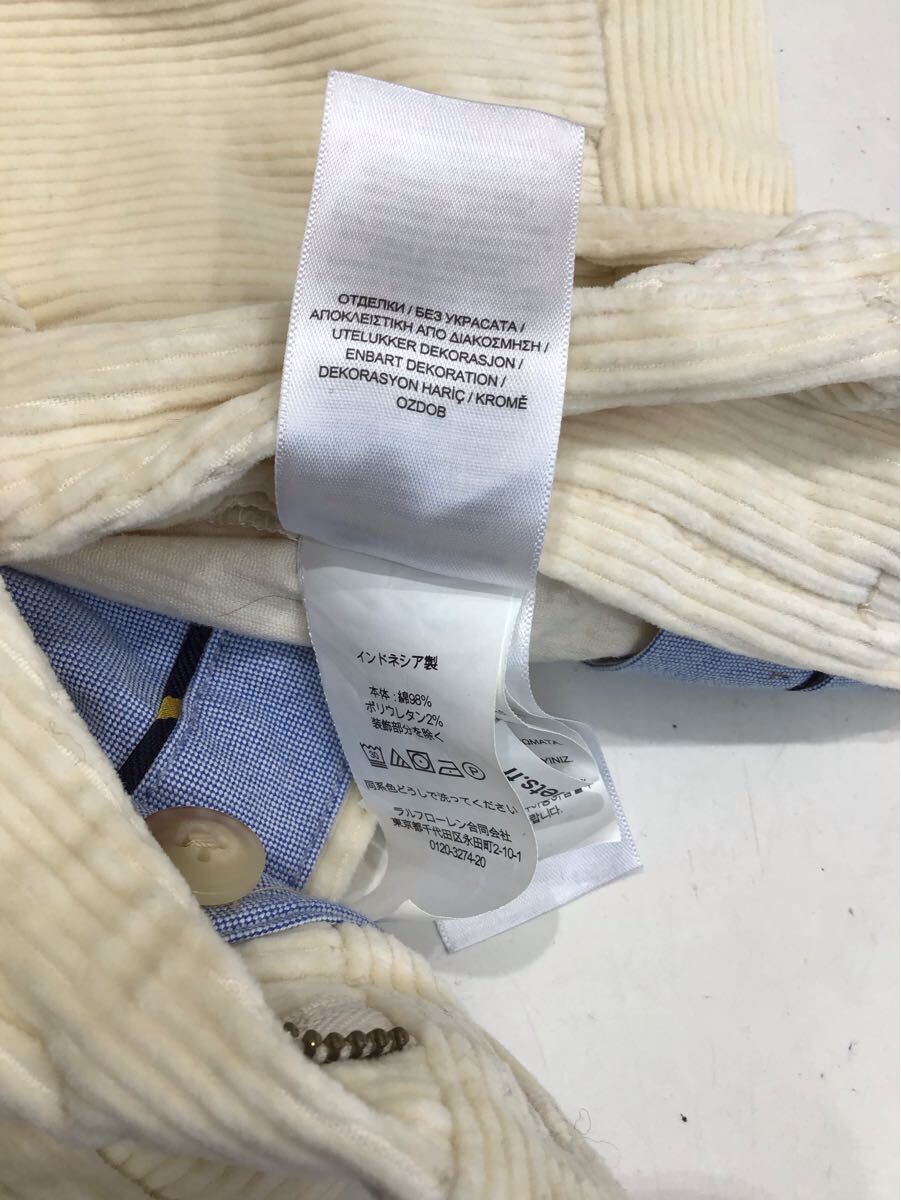 ОТДЕЛКИ / БЕЗ УКРАСАТА /
ΑΠΟΚΛΕΙΣΤΙΚΗ ΑΠΟ ΔΙΑΚΟΣΜΗΣΗ /
UTELUKKER DEKORASJON /
ENBART DEKORATION /
DEKORASYON HARİÇ / KROMĚ
OZDOB
インドネシア製
本体 : 綿98%
ポリウレタン2%
装飾部分を除く
30
P
同系色どうしで洗ってください
ラルフローレン合同会社
東京都千代田区永田町2-10-1
0120-3274-20
YINIZ.
ets.